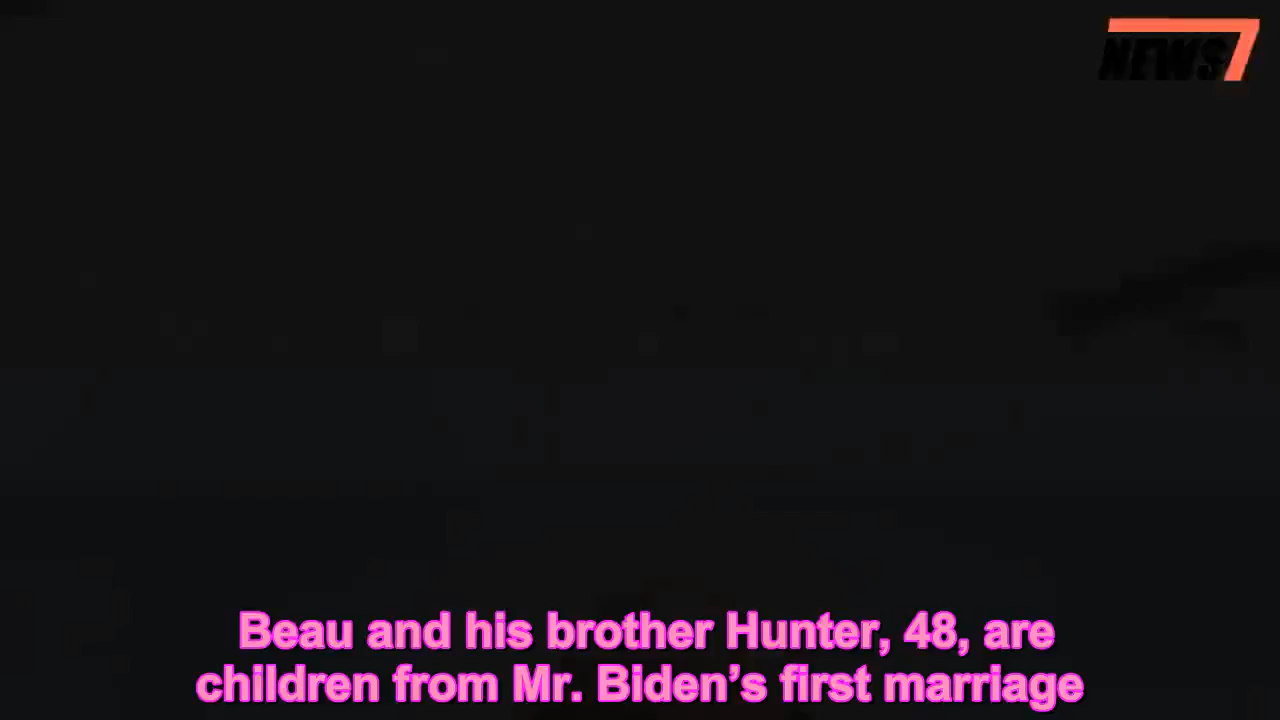 NEWS7
Beau and his brother Hunter, 48, are
children from Mr. Biden’s first marriage